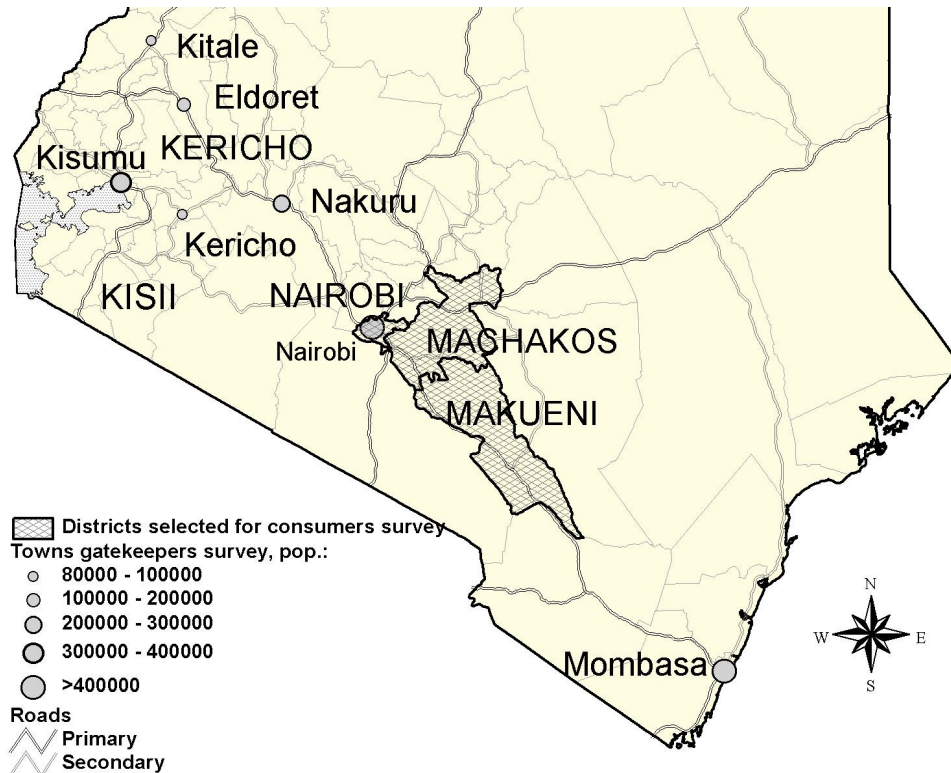 Kitale
Eldoret
KERICHO
Kisumu
Nakuru
Kericho
KISII
NAIROBI
Nairobi
MACHAKOS
MAKUENI
Mombasa
N
W
E
S
Districts selected for consumers survey
Towns gatekeepers survey, pop.:
80000 - 100000
100000 - 200000
200000 - 300000
300000 - 400000
>400000
Roads
Primary
Secondary